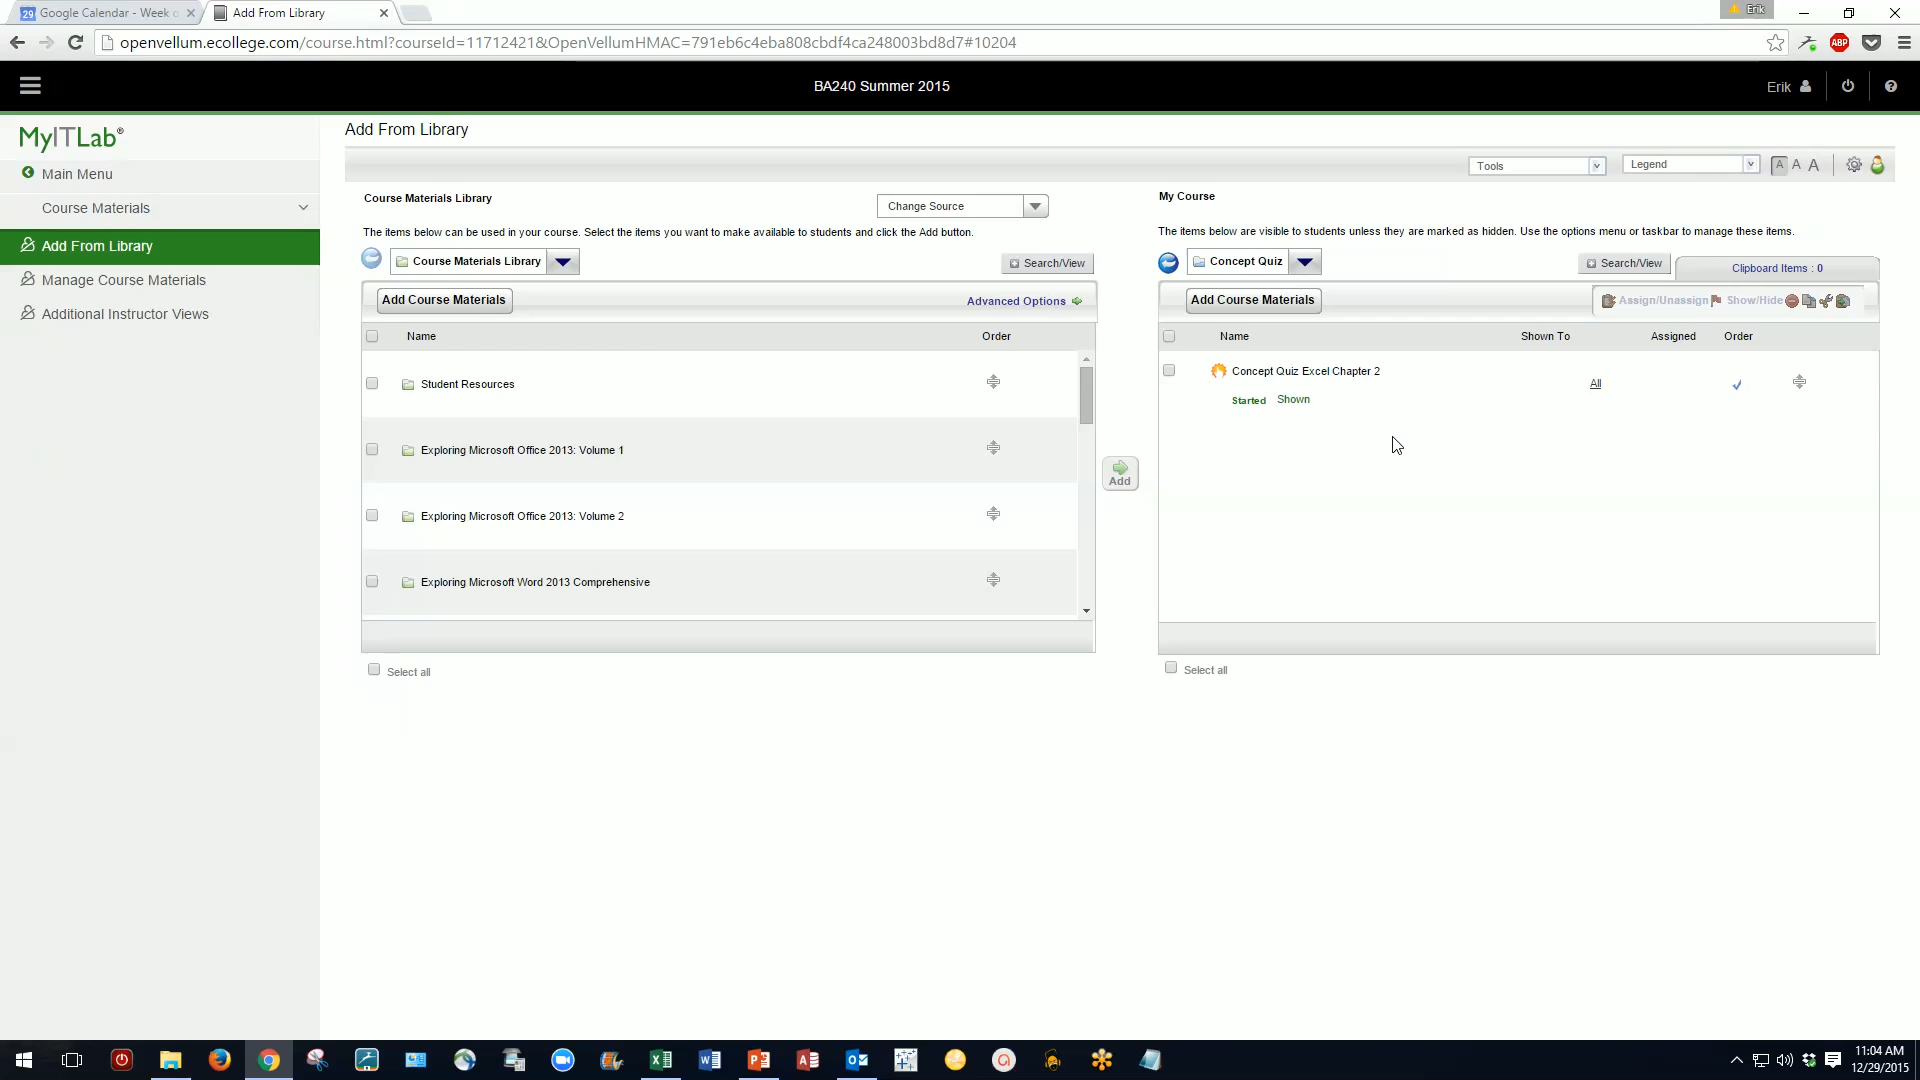 29 Google Calendar - Week o
Add From Library
Erik
openvellum.ecollege.com/course.html?courseId=11712421&OpenVellumHMAC=791eb6c4eba808cbdf4ca248003bd8d7#10204
ABP
BA240 Summer 2015
Erik
MyITLab®
Main Menu
Course Materials
Add From Library
Manage Course Materials
Additional Instructor Views
Add From Library
Tools
Legend
A A A
Course Materials Library
Change Source
The items below can be used in your course. Select the items you want to make available to students and click the Add button.
Course Materials Library
Search/View
Add Course Materials
Advanced Options
Name
Order
Student Resources
Exploring Microsoft Office 2013: Volume 1
Exploring Microsoft Office 2013: Volume 2
Exploring Microsoft Word 2013 Comprehensive
Select all
Add
My Course
The items below are visible to students unless they are marked as hidden. Use the options menu or taskbar to manage these items.
Concept Quiz
Search/View
Clipboard Items : 0
Add Course Materials
Assign/Unassign
Show/Hide
Name
Shown To
Assigned
Order
Concept Quiz Excel Chapter 2
All
Started Shown
Select all
11:04 AM
12/29/2015